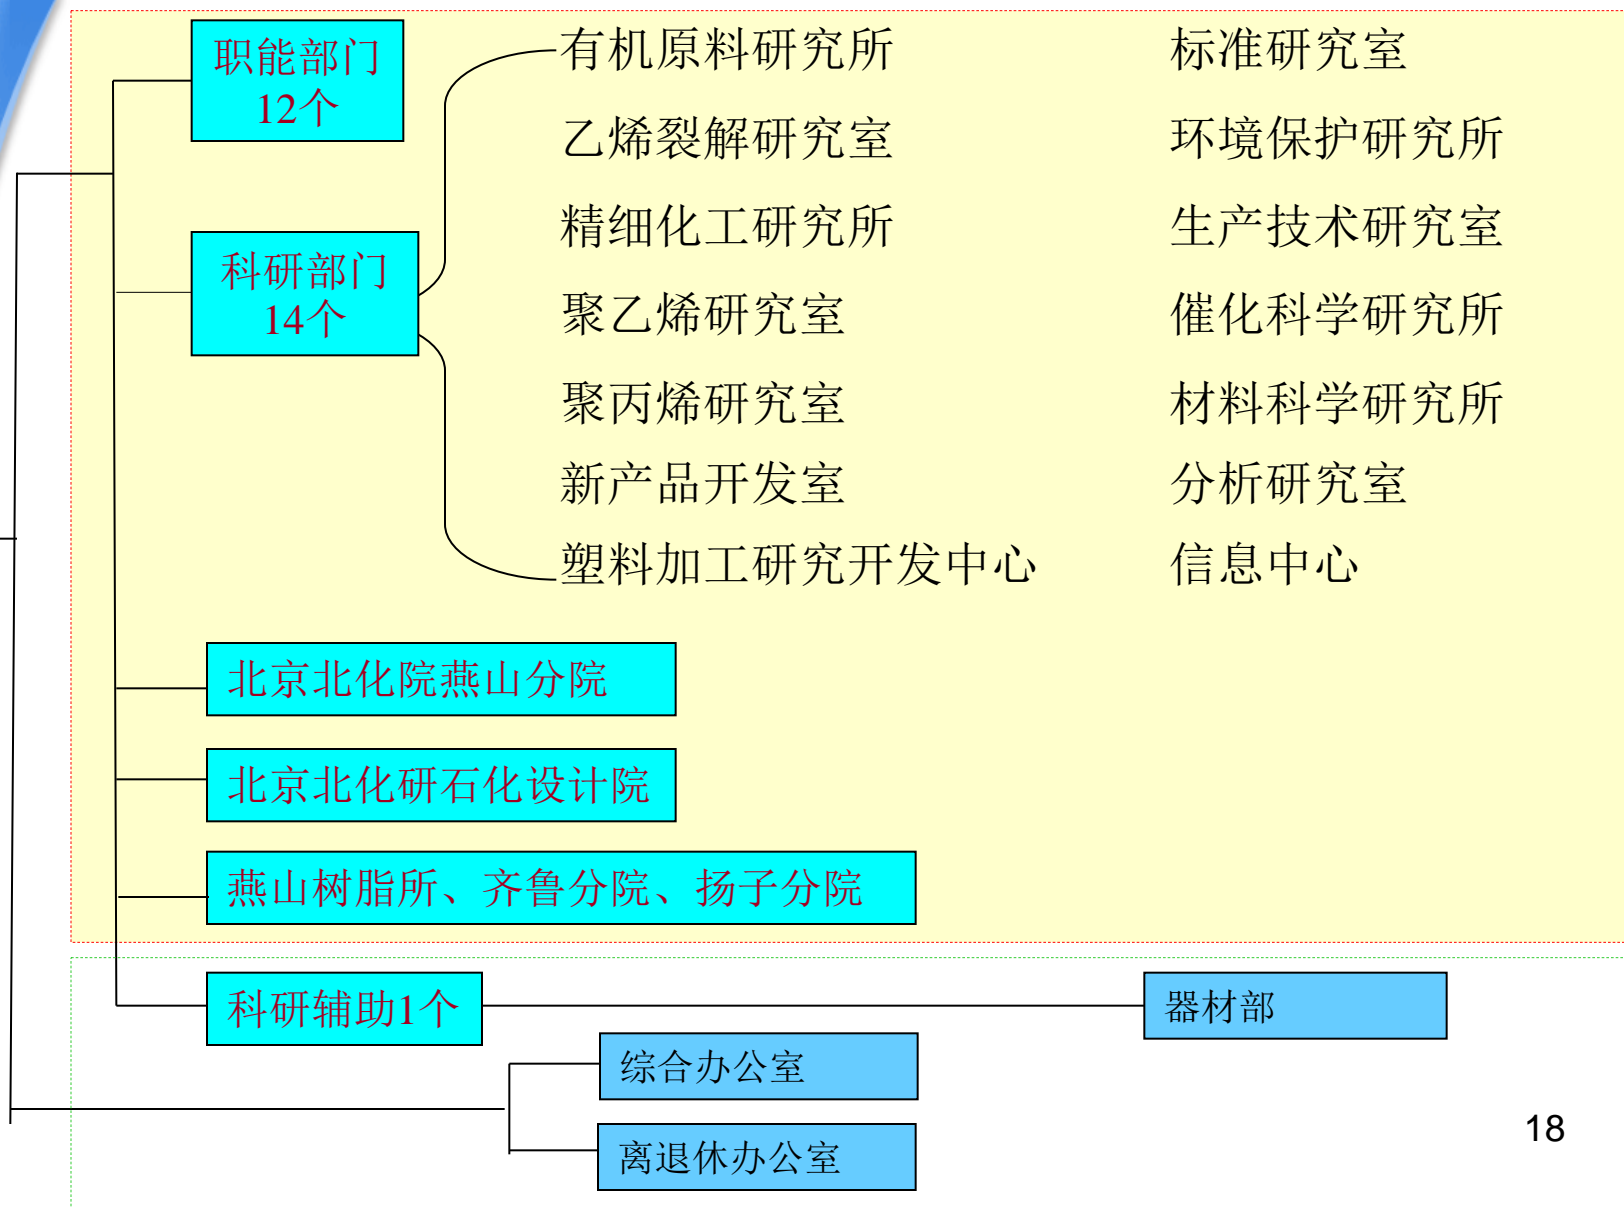 职能部门
12个
科研部门
14个
有机原料研究所
乙烯裂解研究室
精细化工研究所
聚乙烯研究室
聚丙烯研究室
新产品开发室
塑料加工研究开发中心
标准研究室
环境保护研究所
生产技术研究室
催化科学研究所
材料科学研究所
分析研究室
信息中心
北京北化院燕山分院
北京北化研石化设计院
燕山树脂所、齐鲁分院、扬子分院
科研辅助1个
器材部
综合办公室
离退休办公室
18